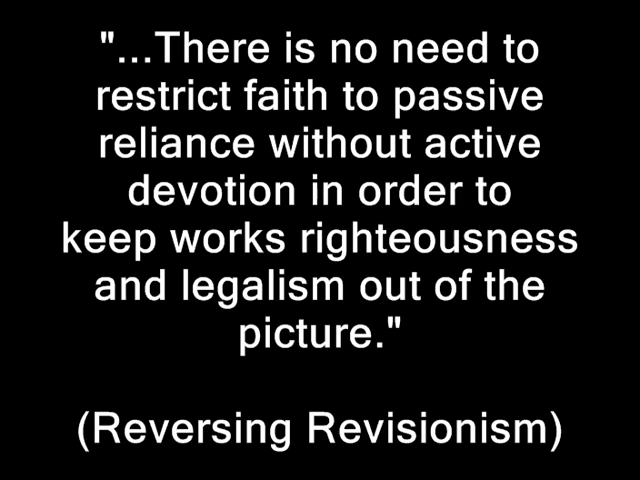 "...There is no need to
restrict faith to passive
reliance without active
devotion in order to
keep works righteousness
and legalism out of the
picture."
(Reversing Revisionism)